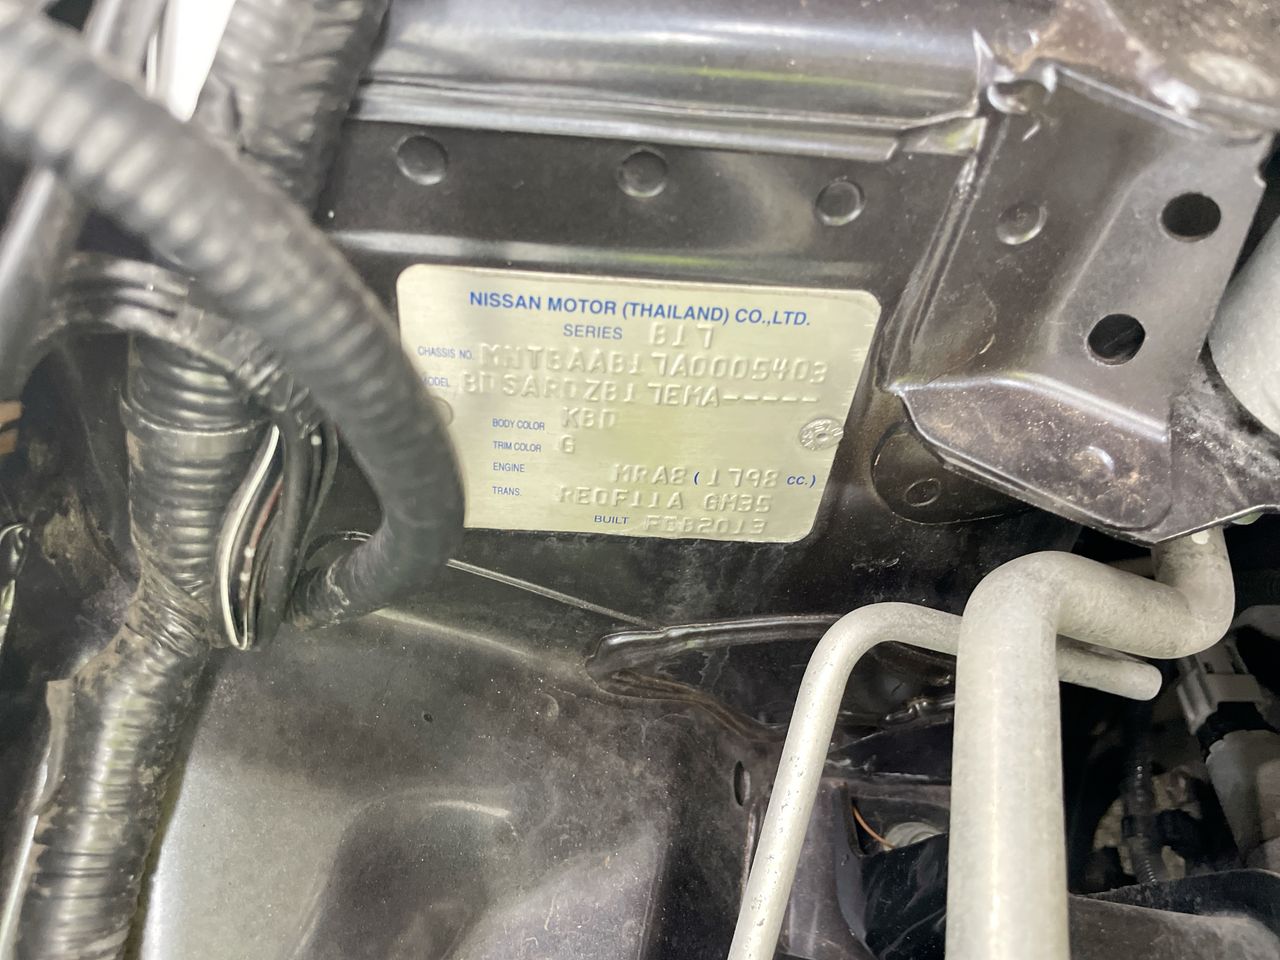 NISSAN MOTOR (THAILAND) CO.,LTD.
SERIES B17
CHASSIS NO. MNTBAAB17A0005403
MODEL BDSARDZB17EMA-----
BODY COLOR KBD
TRIM COLOR G
ENGINE MRA8 (1798 CC.)
TRANS. RE0F11A GM35
BUILT FEB2013